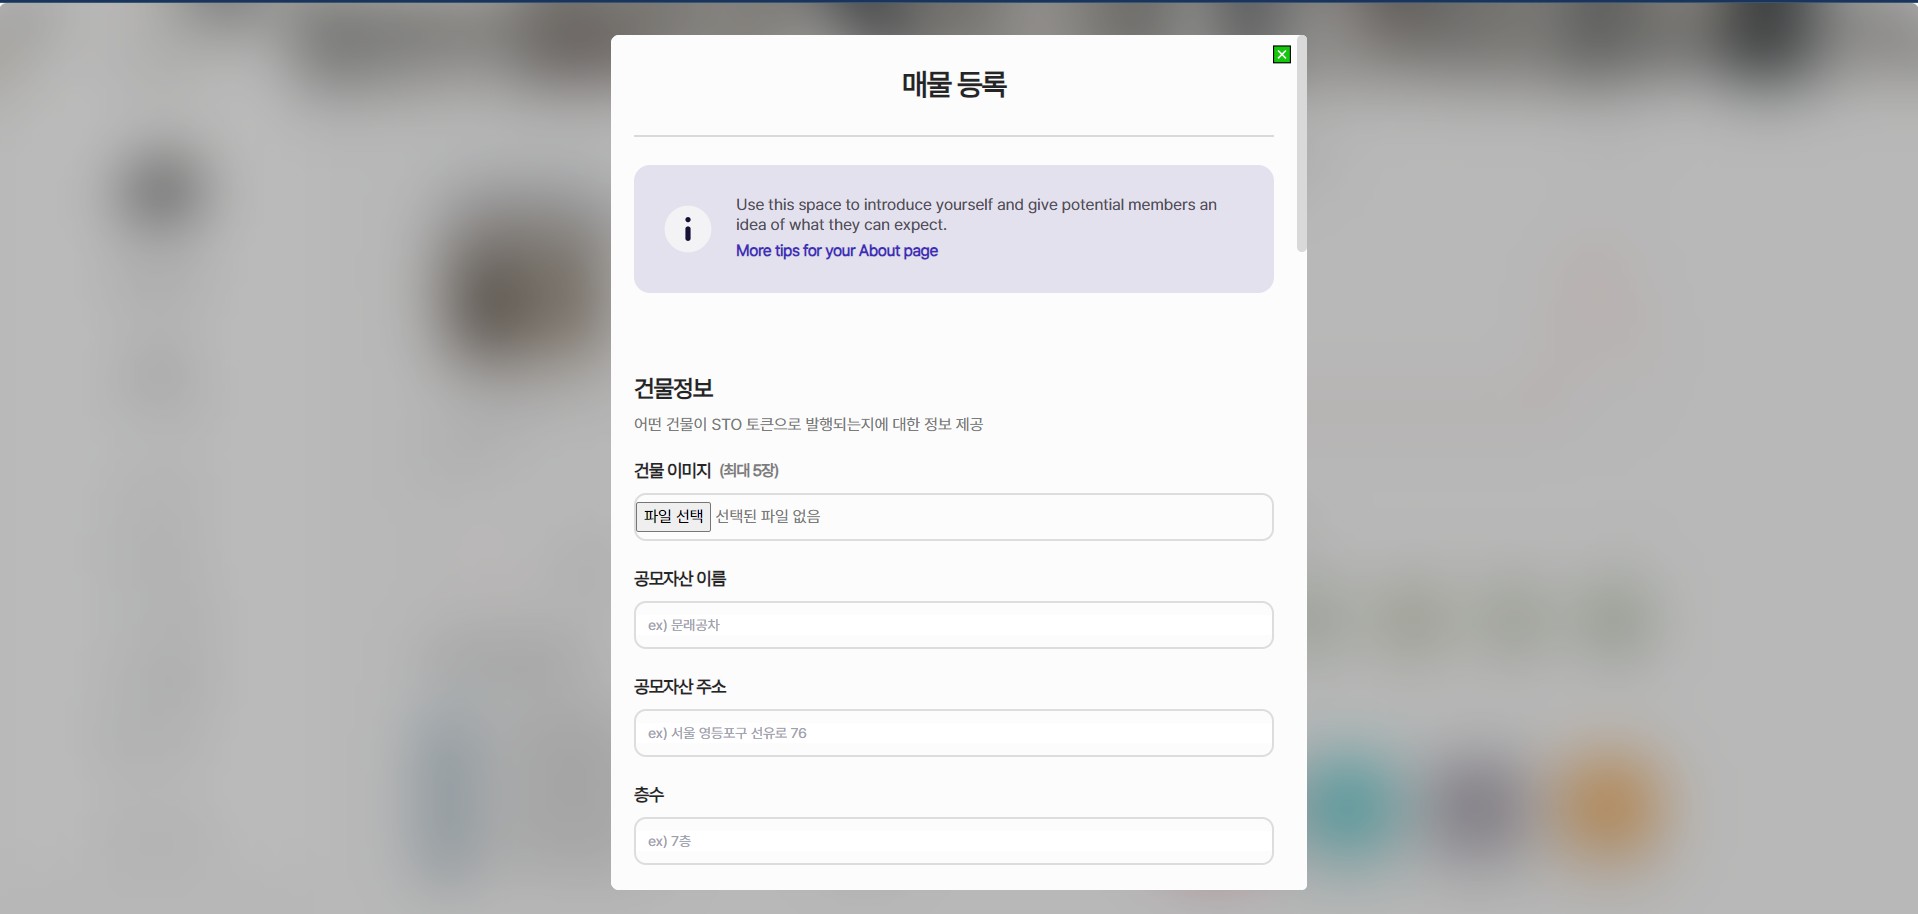 매물 등록
Use this space to introduce yourself and give potential members an
idea of what they can expect.
More tips for your About page
건물정보
어떤 건물이 STO 토큰으로 발행되는지에 대한 정보 제공
건물 이미지 (최대 5장)
파일 선택 선택된 파일 없음
공모자산 이름
ex) 문래공차
공모자산 주소
ex) 서울 영등포구 선유로 76
층수
ex) 7층